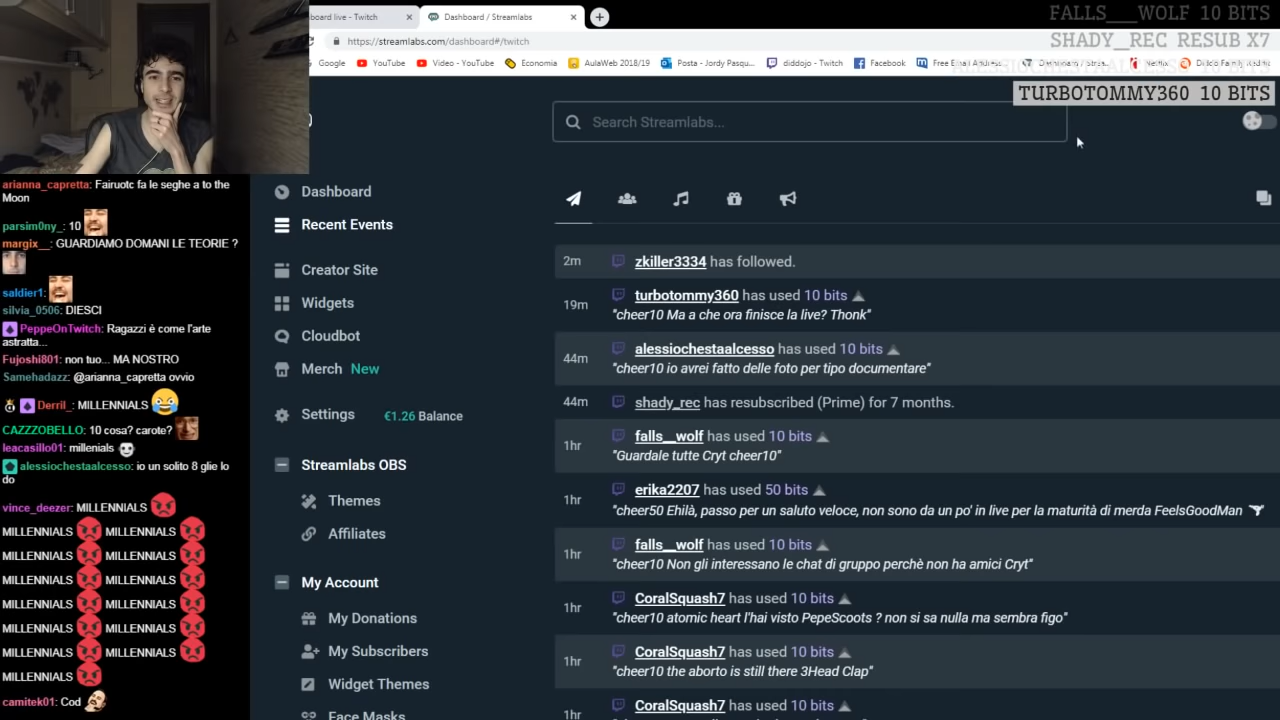 board live - Twitch
Dashboard / Streamlabs
https://streamlabs.com/dashboard#/twitch
Google
YouTube
Video - YouTube
Economia
AulaWeb 2018/19
Posta - Jordy Pasqu...
diddojo - Twitch
Facebook
FALLS__WOLF 10 BITS
SHADY_REC RESUB X7
TURBOTOMMY360 10 BITS
Search Streamlabs...
arianna_capretta: Fairuotc fa le seghe a to the
Moon
parsim0ny_: 10
margix__: GUARDIAMO DOMANI LE TEORIE ?
saldier1:
silvia_0506: DIESCI
PeppeOnTwitch: Ragazzi è come l'arte
astratta...
Fujoshi801: non tuo... MA NOSTRO
Samehadazz: @arianna_capretta ovvio
Derril_: MILLENNIALS
CAZZZOBELLO: 10 cosa? carote?
leacasillo01: millenials
alessiochestaalcesso: io un solito 8 glie lo
do
vince_deezer: MILLENNIALS
MILLENNIALS MILLENNIALS
MILLENNIALS MILLENNIALS
MILLENNIALS MILLENNIALS
MILLENNIALS MILLENNIALS
MILLENNIALS MILLENNIALS
MILLENNIALS MILLENNIALS
MILLENNIALS
camitek01: Cod
Dashboard
Recent Events
Creator Site
Widgets
Cloudbot
Merch New
Settings €1.26 Balance
Streamlabs OBS
Themes
Affiliates
My Account
My Donations
My Subscribers
Widget Themes
Face Masks
2m zkiller3334 has followed.
19m turbotommy360 has used 10 bits
"cheer10 Ma a che ora finisce la live? Thonk"
44m alessiochestaalcesso has used 10 bits
"cheer10 io avrei fatto delle foto per tipo documentare"
44m shady_rec has resubscribed (Prime) for 7 months.
1hr falls__wolf has used 10 bits
"Guardale tutte Cryt cheer10"
1hr erika2207 has used 50 bits
"cheer50 Ehilà, passo per un saluto veloce, non sono da un po' in live per la maturità di merda FeelsGoodMan
1hr falls__wolf has used 10 bits
"cheer10 Non gli interessano le chat di gruppo perchè non ha amici Cryt"
1hr CoralSquash7 has used 10 bits
"cheer10 atomic heart l'hai visto PepeScoots ? non si sa nulla ma sembra figo"
1hr CoralSquash7 has used 10 bits
"cheer10 the aborto is still there 3Head Clap"
1hr CoralSquash7 has used 10 bits